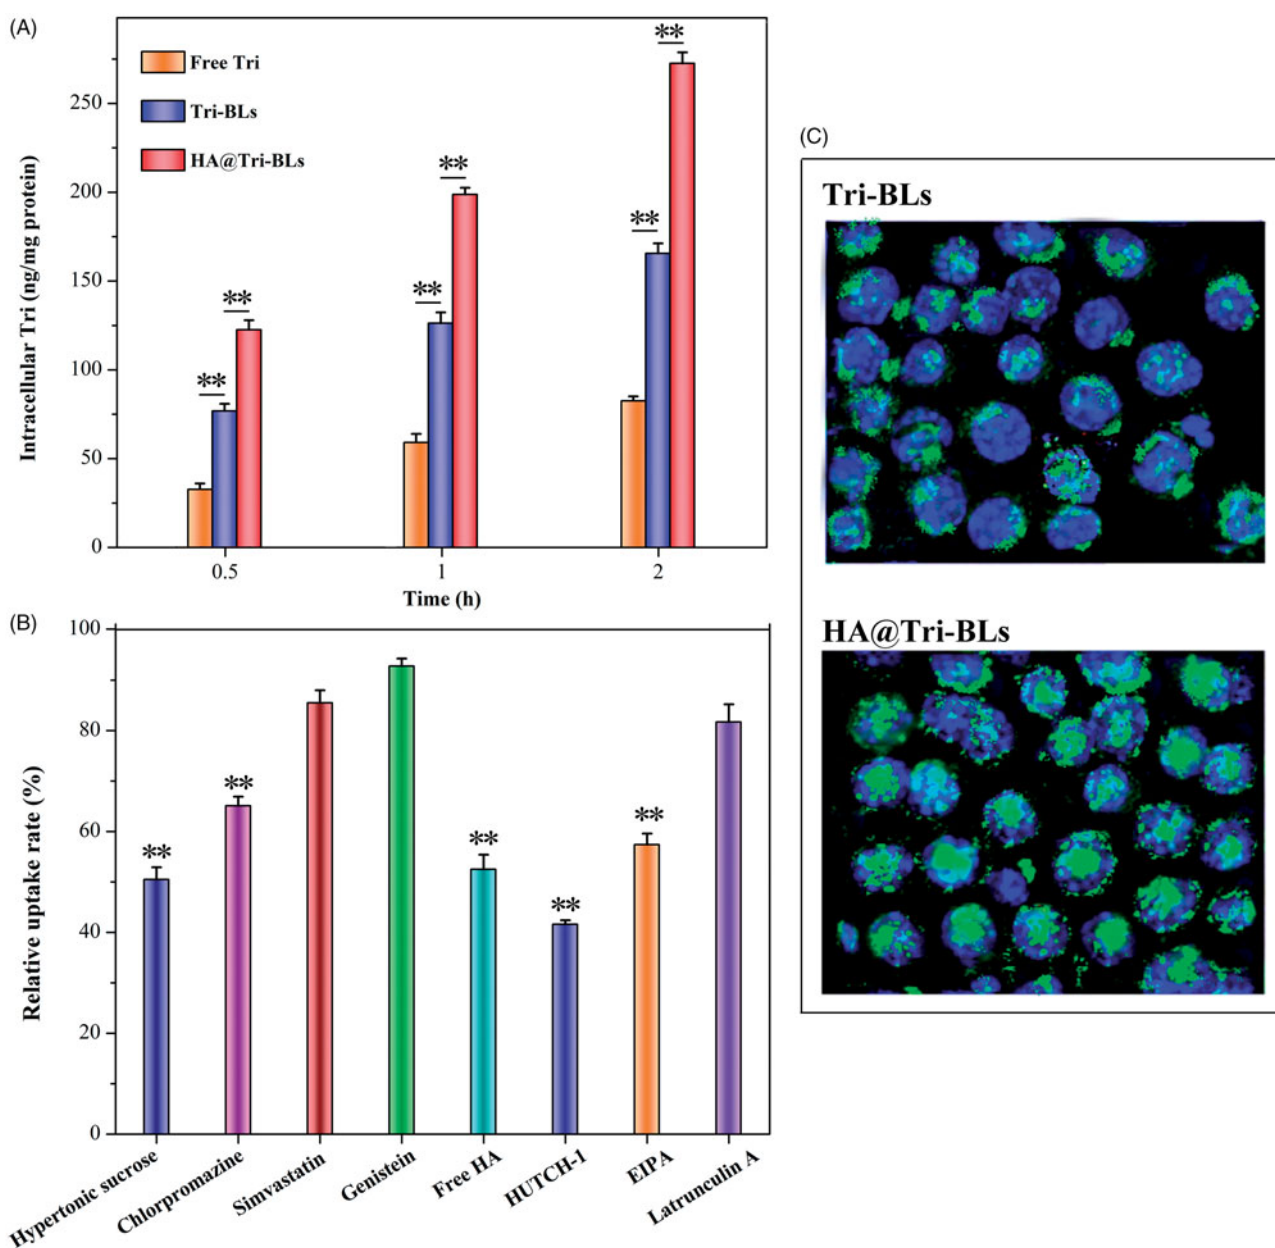 (A)
Free Tri
Tri-BLs
HA@Tri-BLs
** ** ** ** ** **
Intracellular Tri (ng/mg protein)
250
200
150
100
50
0
0.5 1 2
Time (h)
(B)
100
80
60
40
20
0
Relative uptake rate (%)
** ** ** ** **
Hypertonic sucrose
Chlorpromazine
Simvastatin
Genistein
Free HA
HUTCH-1
EIPA
Latrunculin A
(C)
Tri-BLs
HA@Tri-BLs